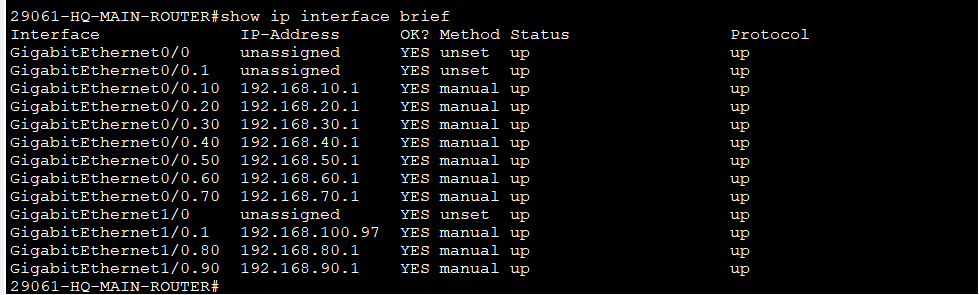 29061-HQ-MAIN-ROUTER#show ip interface brief
Interface IP-Address OK? Method Status Protocol
GigabitEthernet0/0 unassigned YES unset up up
GigabitEthernet0/0.1 unassigned YES unset up up
GigabitEthernet0/0.10 192.168.10.1 YES manual up up
GigabitEthernet0/0.20 192.168.20.1 YES manual up up
GigabitEthernet0/0.30 192.168.30.1 YES manual up up
GigabitEthernet0/0.40 192.168.40.1 YES manual up up
GigabitEthernet0/0.50 192.168.50.1 YES manual up up
GigabitEthernet0/0.60 192.168.60.1 YES manual up up
GigabitEthernet0/0.70 192.168.70.1 YES manual up up
GigabitEthernet1/0 unassigned YES unset up up
GigabitEthernet1/0.1 192.168.100.97 YES manual up up
GigabitEthernet1/0.80 192.168.80.1 YES manual up up
GigabitEthernet1/0.90 192.168.90.1 YES manual up up
29061-HQ-MAIN-ROUTER#